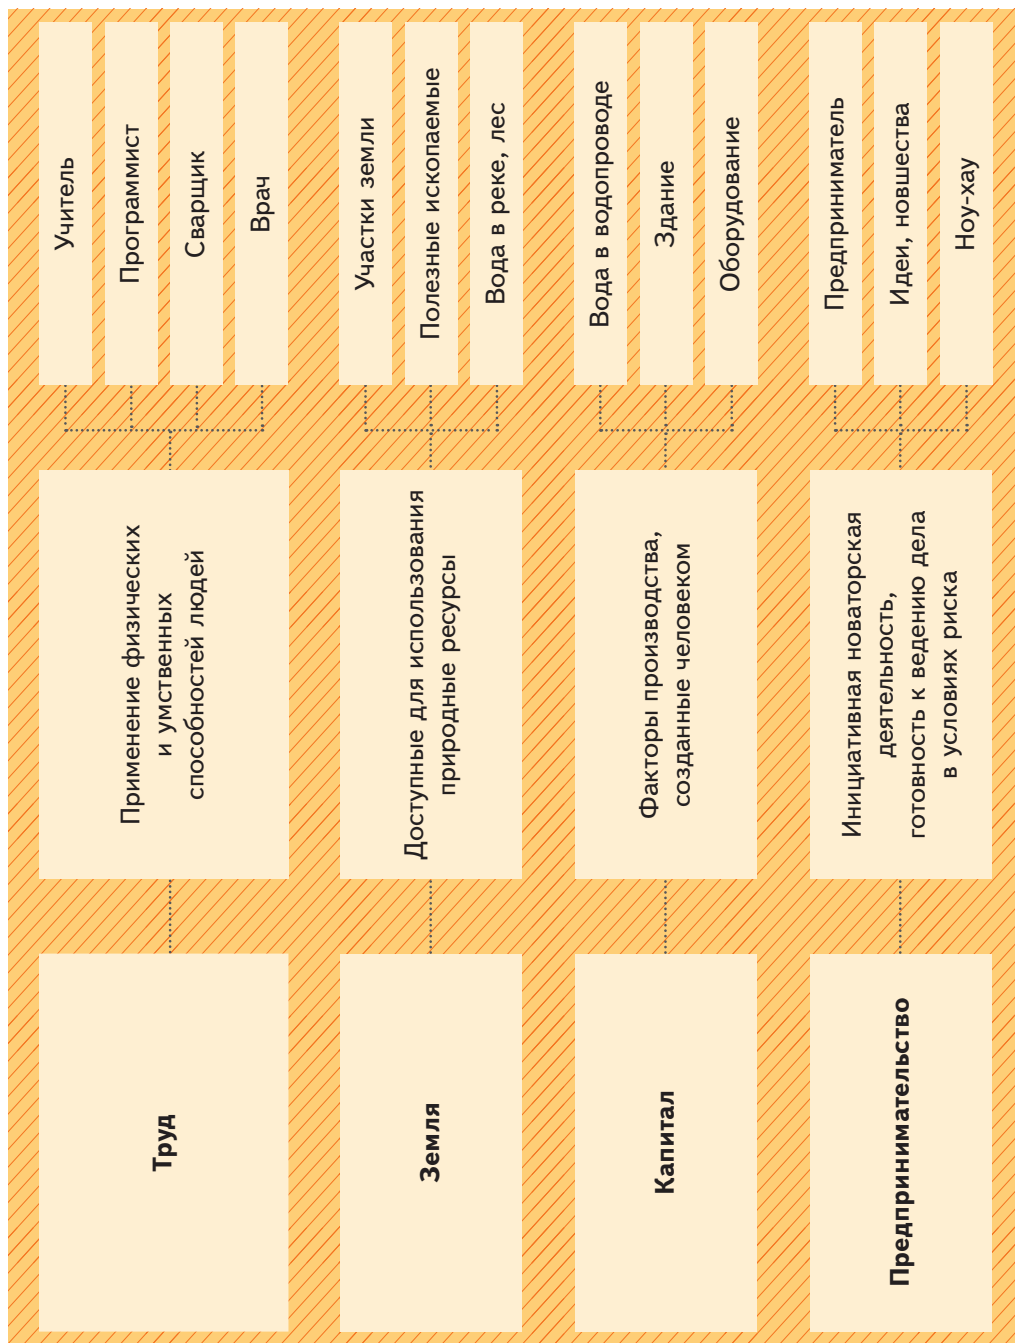 Труд
Применение физических
и умственных
способностей людей
Учитель
Программист
Сварщик
Врач
Земля
Доступные для использования
природные ресурсы
Участки земли
Полезные ископаемые
Вода в реке, лес
Капитал
Факторы производства,
созданные человеком
Вода в водопроводе
Здание
Оборудование
Предпринимательство
Инициативная новаторская
деятельность,
готовность к ведению дела
в условиях риска
Предприниматель
Идеи, новшества
Ноу-хау